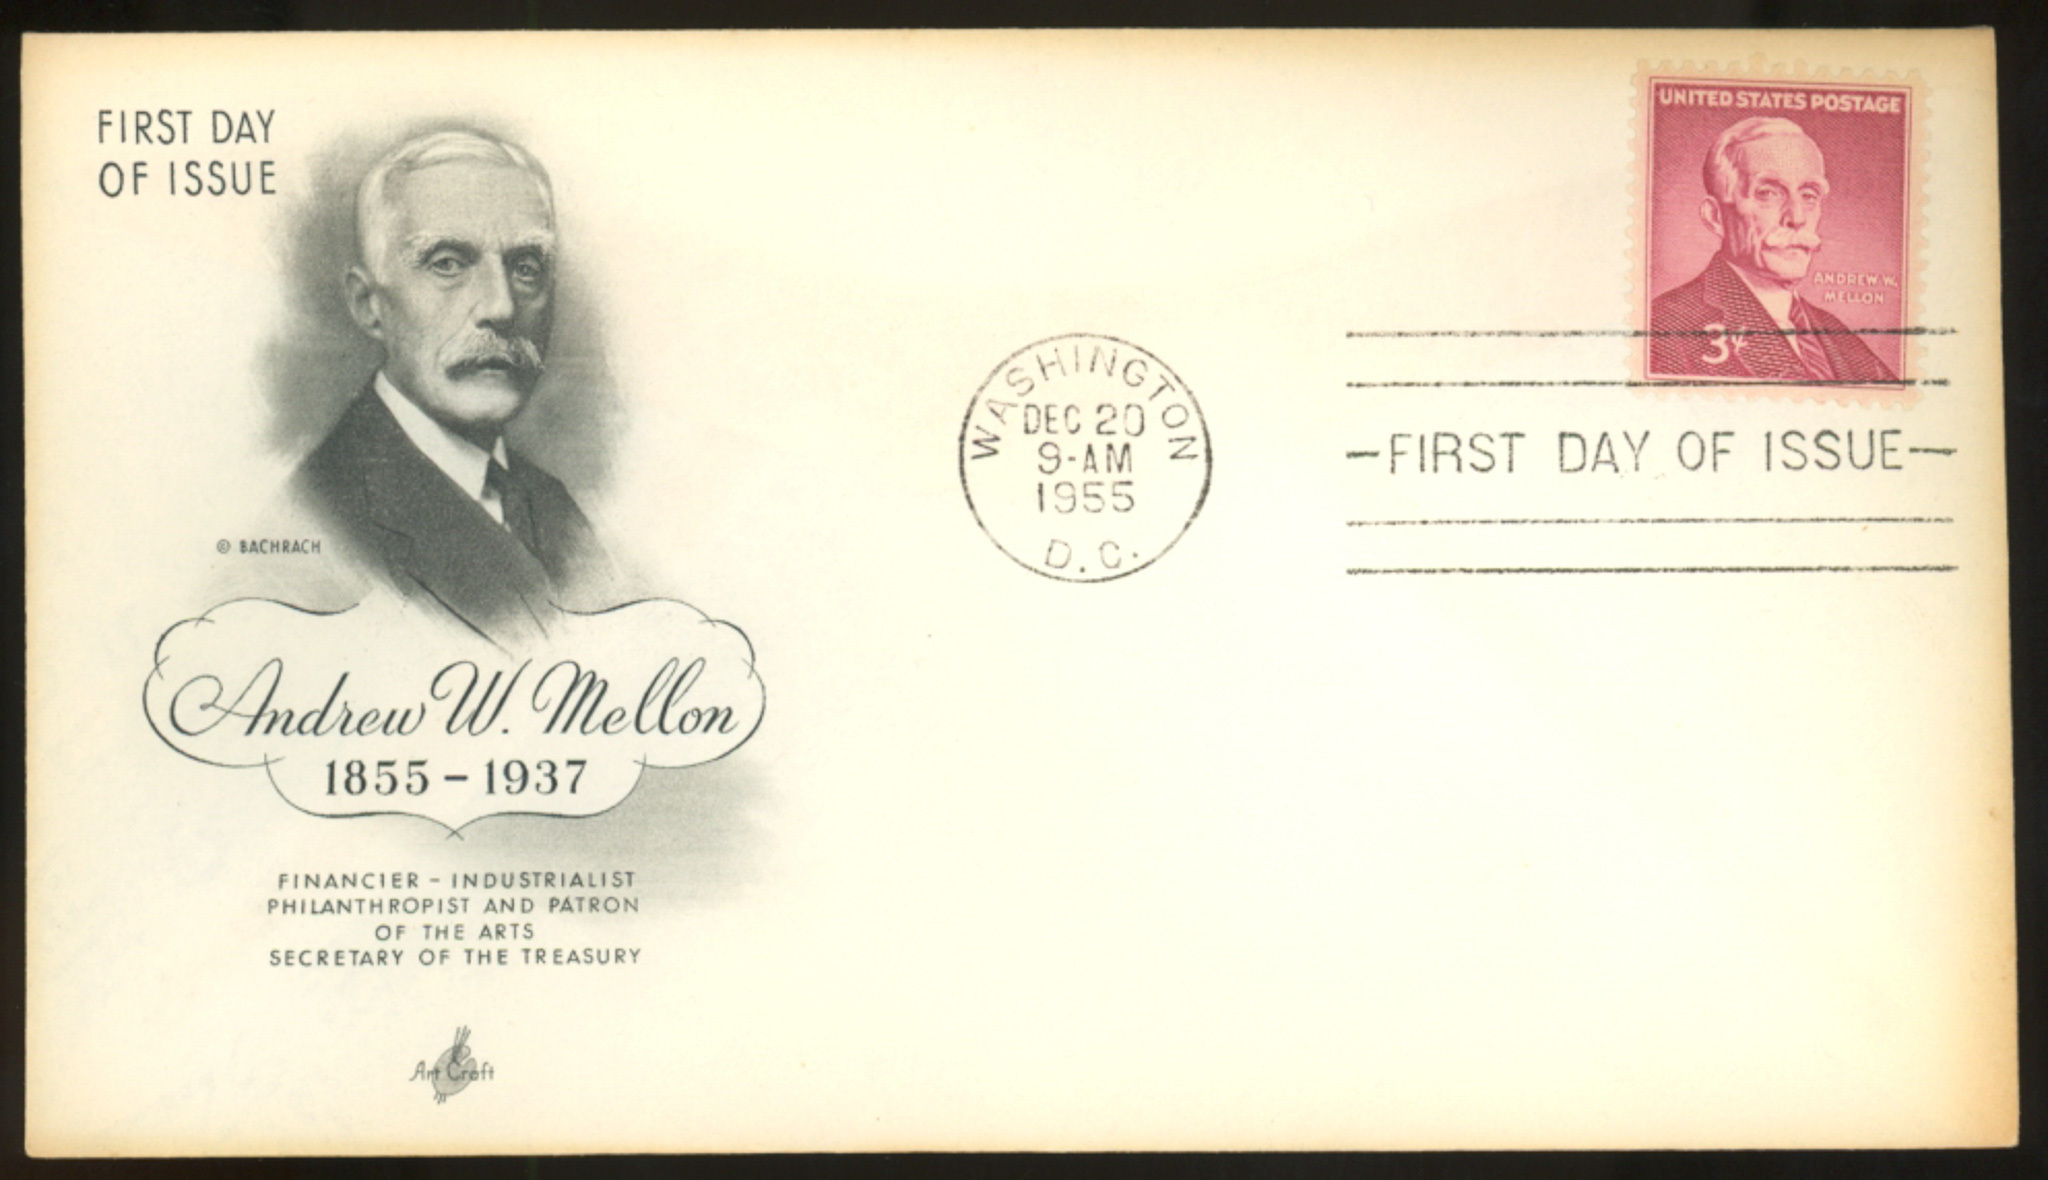 FIRST DAY
OF ISSUE
© BACHRACH
Andrew W. Mellon
1855 – 1937
FINANCIER – INDUSTRIALIST
PHILANTHROPIST AND PATRON
OF THE ARTS
SECRETARY OF THE TREASURY
Art Craft
WASHINGTON
DEC 20
9-AM
1955
D.C.
UNITED STATES POSTAGE
ANDREW W.
MELLON
3¢
FIRST DAY OF ISSUE